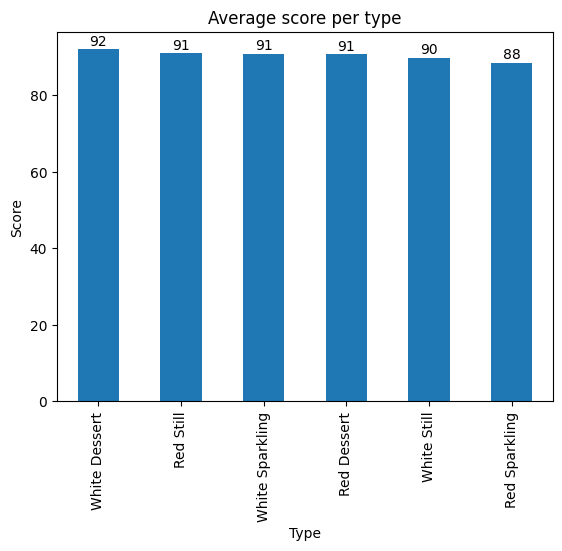 Average score per type
92
91
91
91
90
88
80
60
40
20
0
Score
White Dessert
Red Still
White Sparkling
Red Dessert
White Still
Red Sparkling
Type